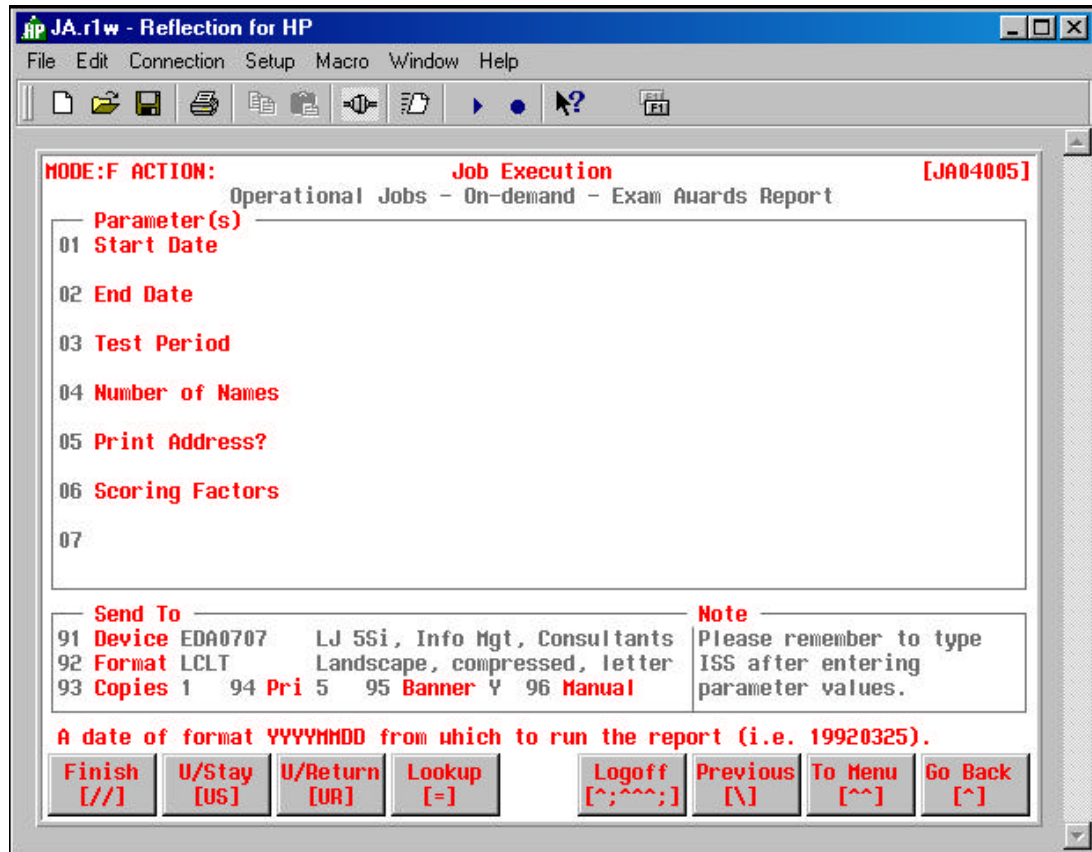 JA.r1w - Reflection for HP
File Edit Connection Setup Macro Window Help
F1
MODE:F ACTION: Job Execution [JA04005]
Operational Jobs - On-demand - Exam Awards Report
Parameter(s)
01 Start Date
02 End Date
03 Test Period
04 Number of Names
05 Print Address?
06 Scoring Factors
07
Send To
91 Device EDA0707 LJ 5Si, Info Mgt, Consultants
92 Format LCLT Landscape, compressed, letter
93 Copies 1 94 Pri 5 95 Banner Y 96 Manual
Note
Please remember to type
ISS after entering
parameter values.
A date of format YYYYMMDD from which to run the report (i.e. 19920325).
Finish [//]
U/Stay [US]
U/Return [UR]
Lookup [=]
Logoff [^;^^^;]
Previous [\]
To Menu [^^]
Go Back [^]